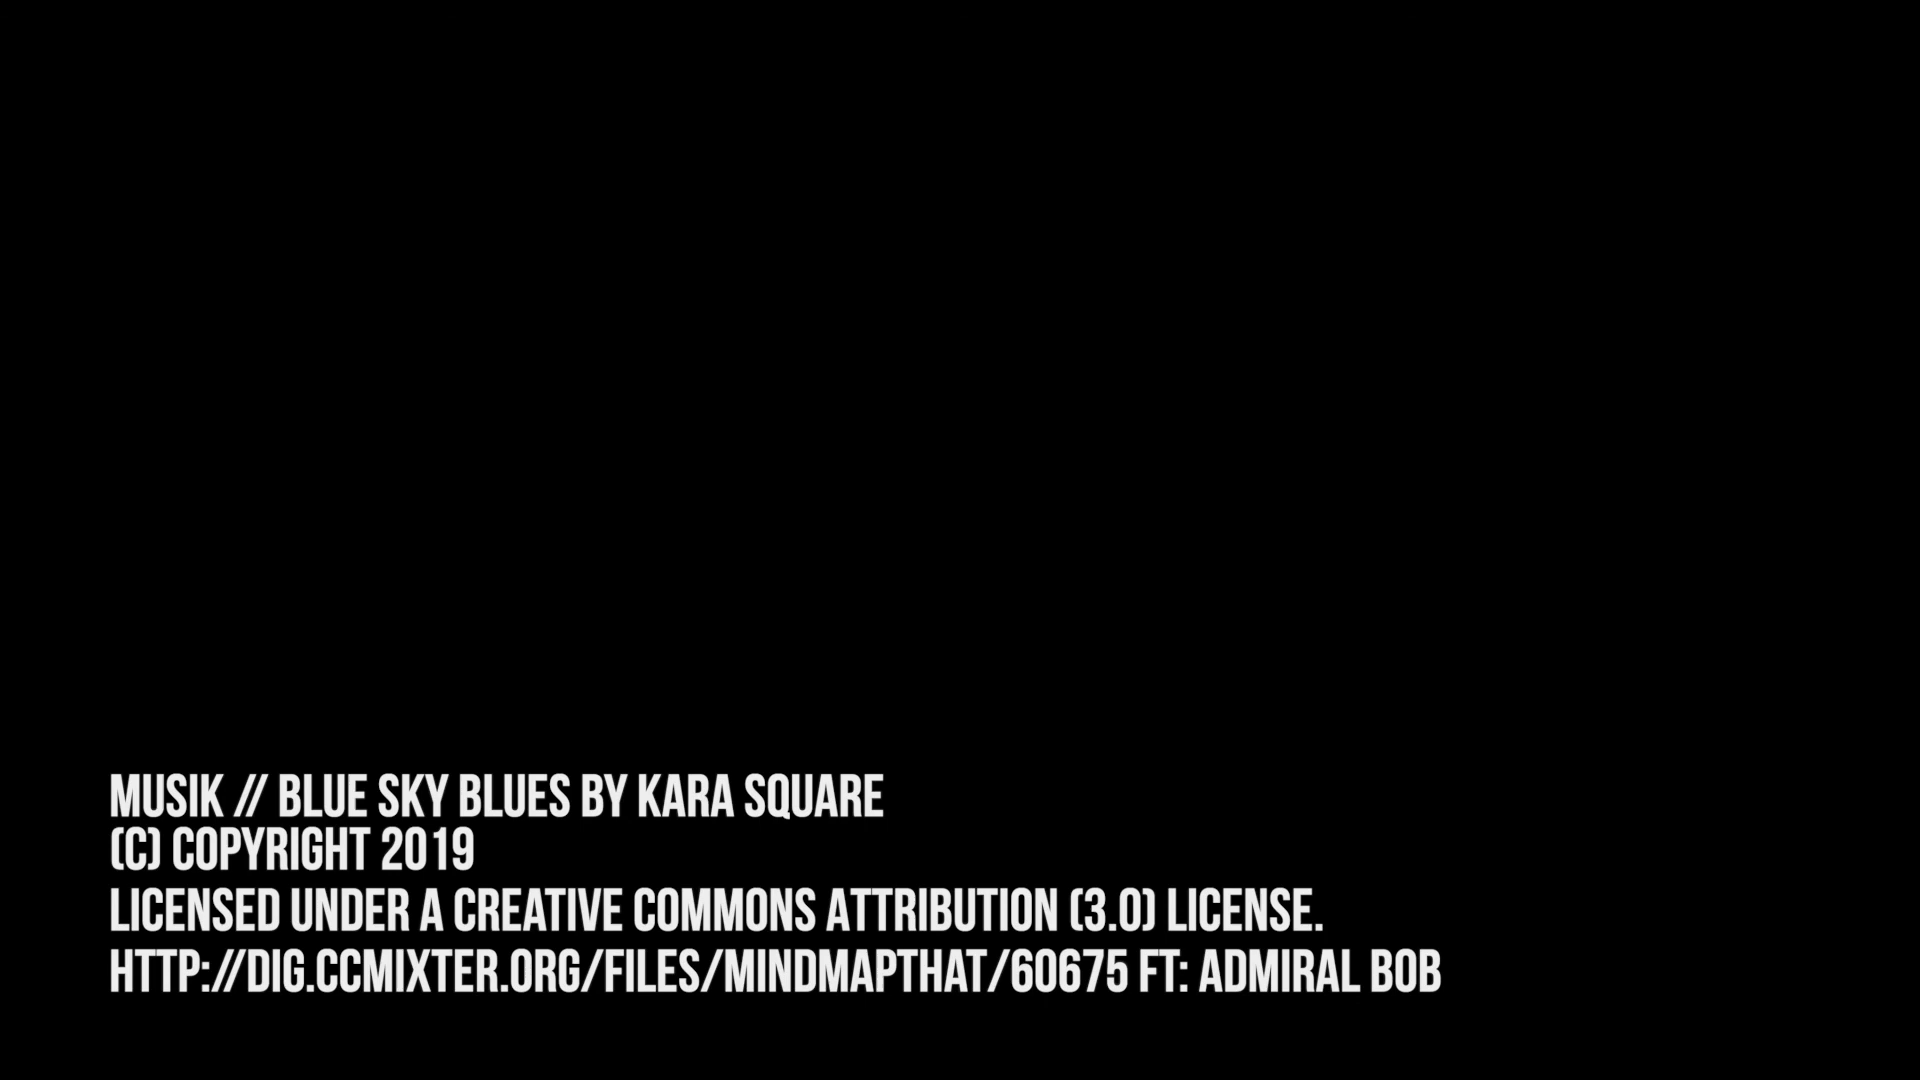 MUSIK // BLUE SKY BLUES BY KARA SQUARE
(C) COPYRIGHT 2019
LICENSED UNDER A CREATIVE COMMONS ATTRIBUTION (3.0) LICENSE.
HTTP://DIG.CCMIXTER.ORG/FILES/MINDMAPTHAT/60675 FT: ADMIRAL BOB